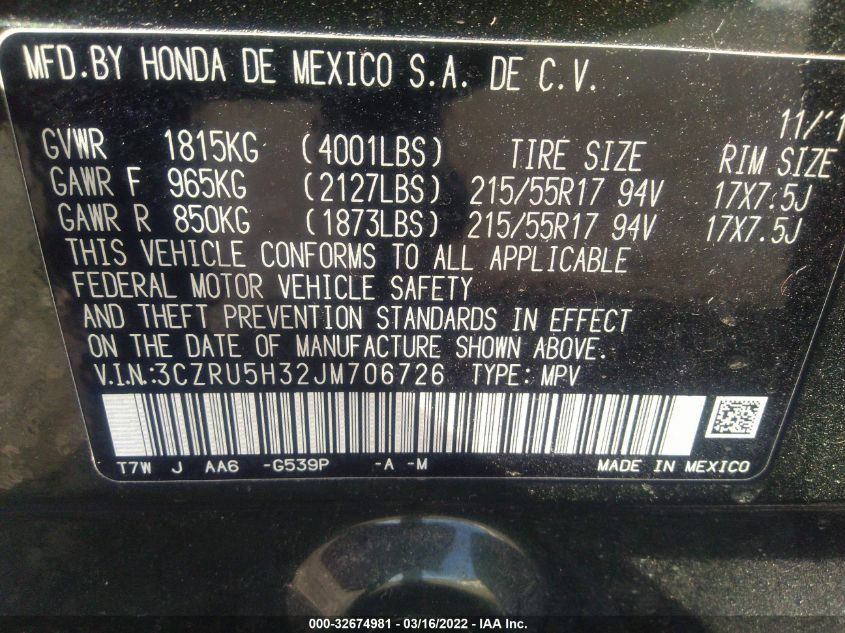 MFD.BY HONDA DE MEXICO S.A. DE C.V.
11/'1
GVWR 1815KG (4001LBS) TIRE SIZE RIM SIZE
GAWR F 965KG (2127LBS) 215/55R17 94V 17X7.5J
GAWR R 850KG (1873LBS) 215/55R17 94V 17X7.5J
THIS VEHICLE CONFORMS TO ALL APPLICABLE
FEDERAL MOTOR VEHICLE SAFETY
AND THEFT PREVENTION STANDARDS IN EFFECT
ON THE DATE OF MANUFACTURE SHOWN ABOVE.
V.I.N.:3CZRU5H32JM706726 TYPE: MPV
T7W J AA6 -G539P -A -M MADE IN MEXICO
000-32674981 - 03/16/2022 - IAA Inc.